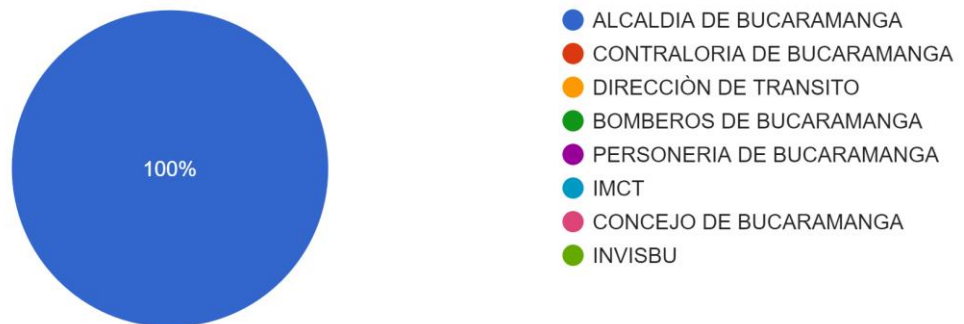 100%
ALCALDIA DE BUCARAMANGA
CONTRALORIA DE BUCARAMANGA
DIRECCIÒN DE TRANSITO
BOMBEROS DE BUCARAMANGA
PERSONERIA DE BUCARAMANGA
IMCT
CONCEJO DE BUCARAMANGA
INVISBU